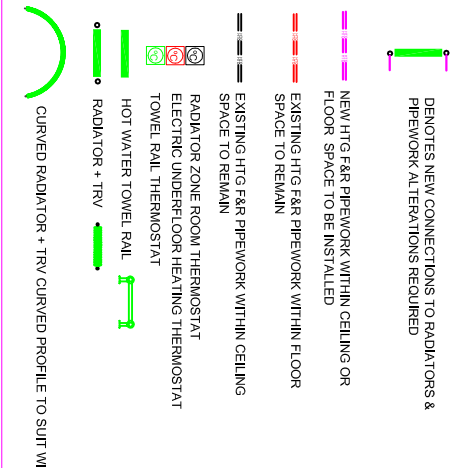 DENOTES NEW CONNECTIONS TO RADIATORS &
PIPEWORK ALTERATIONS REQUIRED
NEW HTG F&R PIPEWORK WITHIN CEILING OR
FLOOR SPACE TO BE INSTALLED
EXISTING HTG F&R PIPEWORK WITHIN FLOOR
SPACE TO REMAIN
EXISTING HTG F&R PIPEWORK WITHIN CEILING
SPACE TO REMAIN
RADIATOR ZONE ROOM THERMOSTAT
ELECTRIC UNDERFLOOR HEATING THERMOSTAT
TOWEL RAIL THERMOSTAT
°C °C °C
HOT WATER TOWEL RAIL
RADIATOR + TRV
CURVED RADIATOR + TRV CURVED PROFILE TO SUIT